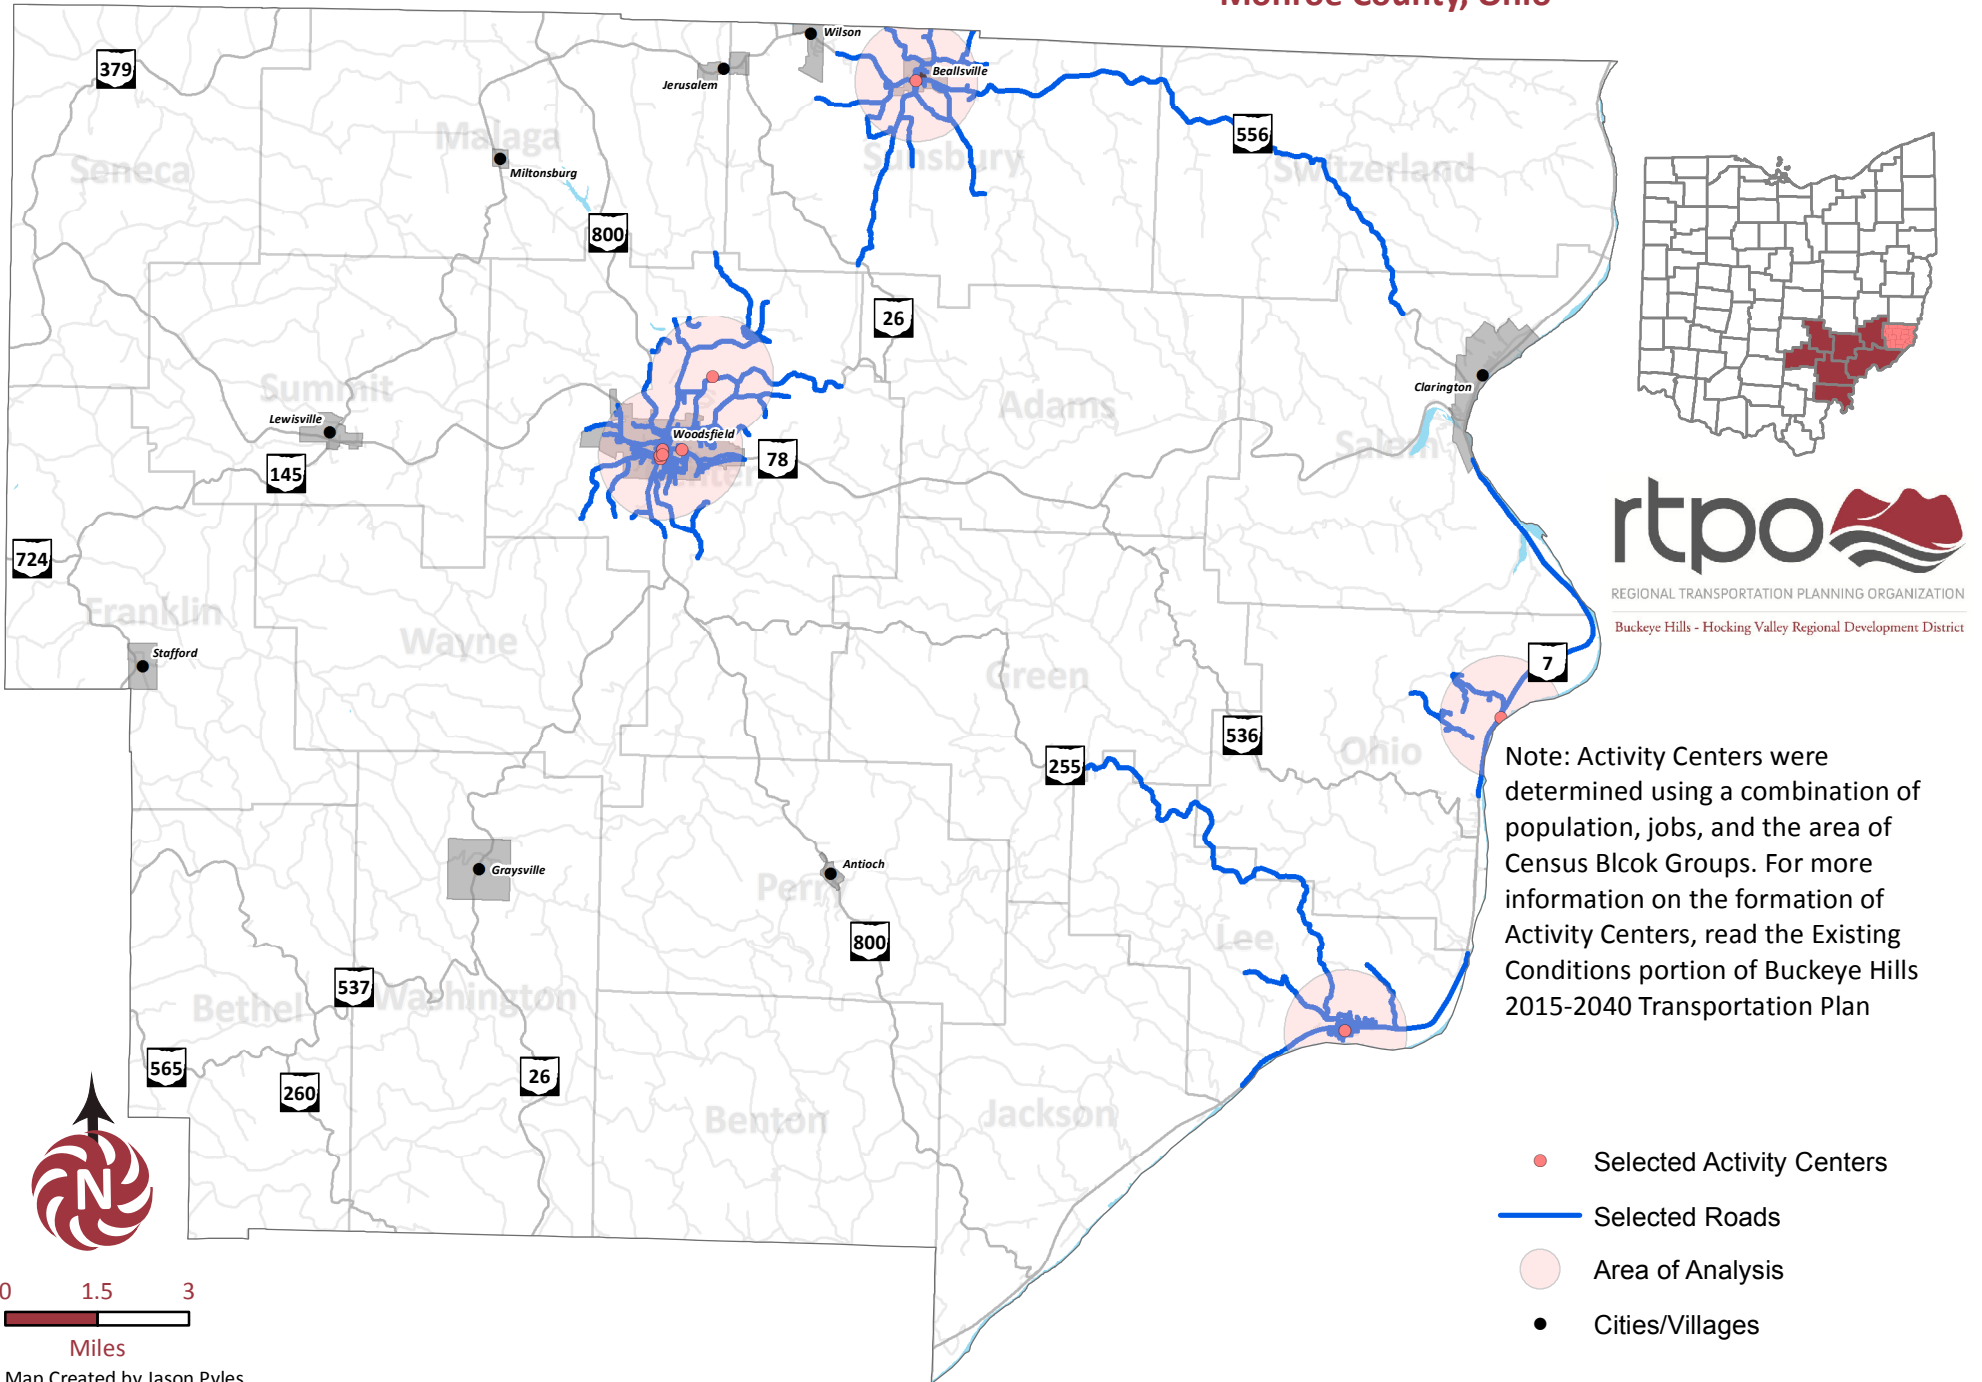 Monroe County, Ohio
Wilson
379
Jerusalem
Beallsville
556
Malaga
Seneca
Sunsbury
Switzerland
Miltonsburg
800
26
Summit
Adams
Clarington
Lewisville
Woodsfield
Salem
145
78
Center
rtpo
REGIONAL TRANSPORTATION PLANNING ORGANIZATION
Buckeye Hills - Hocking Valley Regional Development District
724
Franklin
Wayne
Stafford
Green
7
536
Ohio
255
Note: Activity Centers were
determined using a combination of
population, jobs, and the area of
Census Blcok Groups. For more
information on the formation of
Activity Centers, read the Existing
Conditions portion of Buckeye Hills
2015-2040 Transportation Plan
Graysville
Antioch
Perry
800
Lee
537
Bethel
Washington
565
260
26
Benton
Jackson
N
Selected Activity Centers
Selected Roads
Area of Analysis
Cities/Villages
0 1.5 3
Miles
Map Created by Jason Pyles